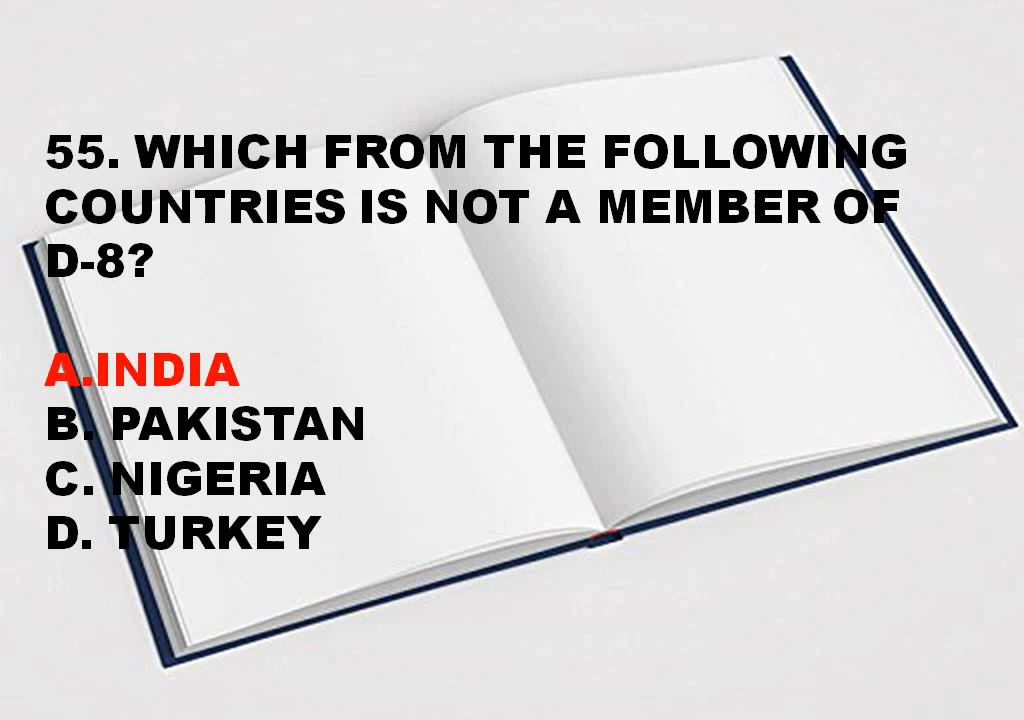 55. WHICH FROM THE FOLLOWING
COUNTRIES IS NOT A MEMBER OF
D-8?
A.INDIA
B. PAKISTAN
C. NIGERIA
D. TURKEY